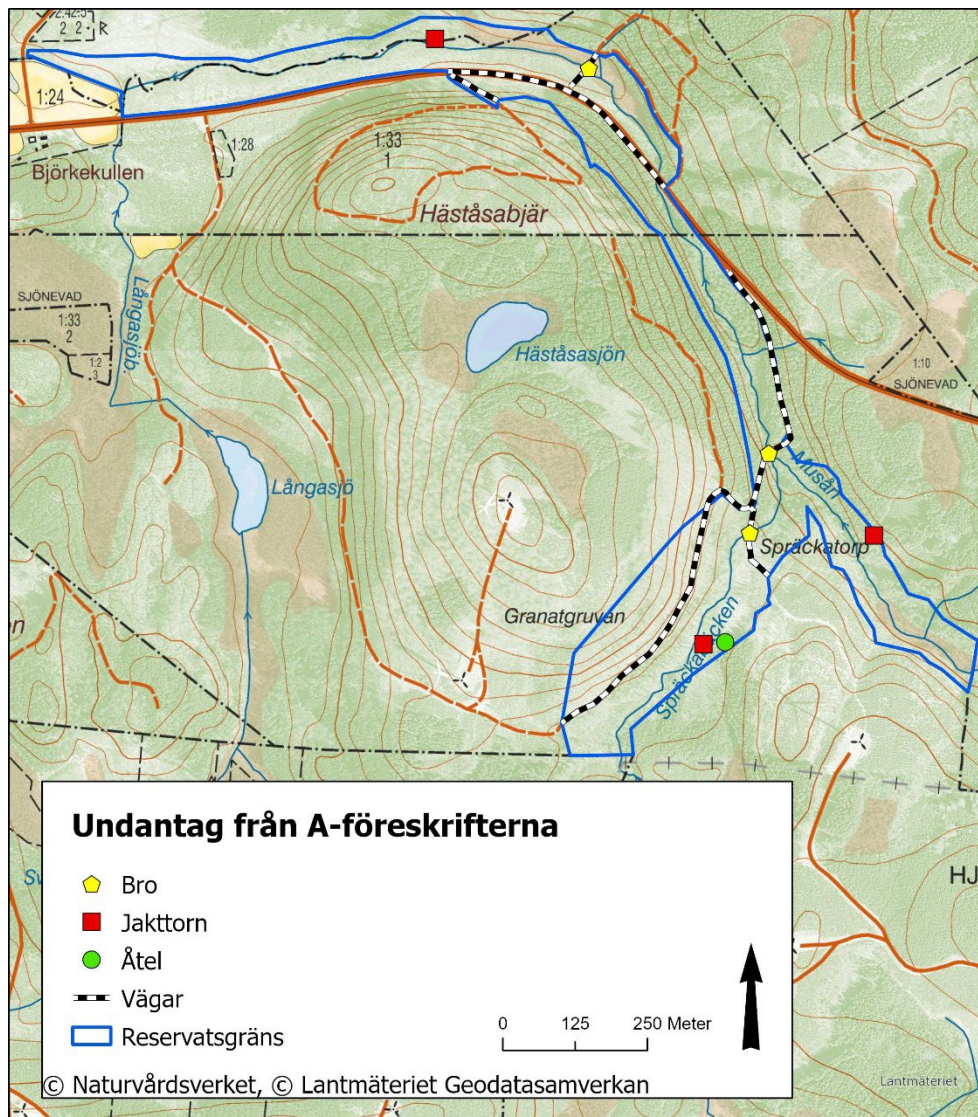 2:42:5
2 2 R
1:24
1:28
1:33
1
Björkekullen
Häståsabjär
Långasjöb.
SJÖNEVAD
1:33
2
1:2
3
Häståsasjön
1:10
SJÖNEVAD
Långasjö
Musån
Spräckatorp
Granatgruvan
Spräckabäcken
HJ
Undantag från A-föreskrifterna
Bro
Jakttorn
Åtel
Vägar
Reservatsgräns
0 125 250 Meter
© Naturvårdsverket, © Lantmäteriet Geodatasamverkan
Lantmäteriet